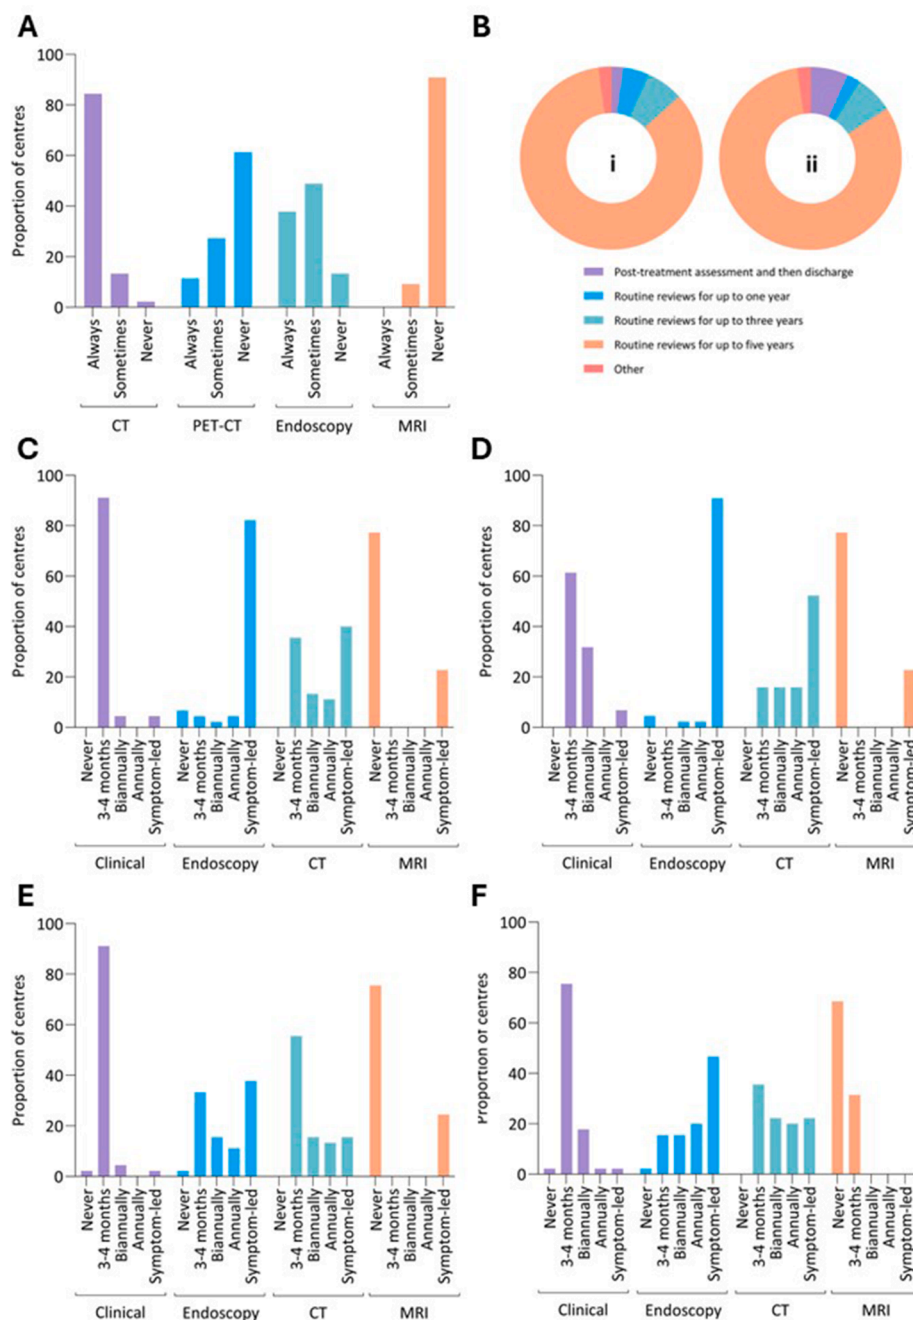 A
Proportion of centres
100
80
60
40
20
0
Always
Sometimes
Never
Always
Sometimes
Never
Always
Sometimes
Never
Always
Sometimes
Never
CT
PET-CT
Endoscopy
MRI
B
i
ii
Post-treatment assessment and then discharge
Routine reviews for up to one year
Routine reviews for up to three years
Routine reviews for up to five years
Other
C
Proportion of centres
100
80
60
40
20
0
Never
3-4 months
Biannually
Annually
Symptom-led
Never
3-4 months
Biannually
Annually
Symptom-led
Never
3-4 months
Biannually
Annually
Symptom-led
Never
3-4 months
Biannually
Annually
Symptom-led
Clinical
Endoscopy
CT
MRI
D
Proportion of centres
100
80
60
40
20
0
Never
3-4 months
Biannually
Annually
Symptom-led
Never
3-4 months
Biannually
Annually
Symptom-led
Never
3-4 months
Biannually
Annually
Symptom-led
Never
3-4 months
Biannually
Annually
Symptom-led
Clinical
Endoscopy
CT
MRI
E
Proportion of centres
100
80
60
40
20
0
Never
3-4 months
Biannually
Annually
Symptom-led
Never
3-4 months
Biannually
Annually
Symptom-led
Never
3-4 months
Biannually
Annually
Symptom-led
Never
3-4 months
Biannually
Annually
Symptom-led
Clinical
Endoscopy
CT
MRI
F
Proportion of centres
100
80
60
40
20
0
Never
3-4 months
Biannually
Annually
Symptom-led
Never
3-4 months
Biannually
Annually
Symptom-led
Never
3-4 months
Biannually
Annually
Symptom-led
Never
3-4 months
Biannually
Annually
Symptom-led
Clinical
Endoscopy
CT
MRI